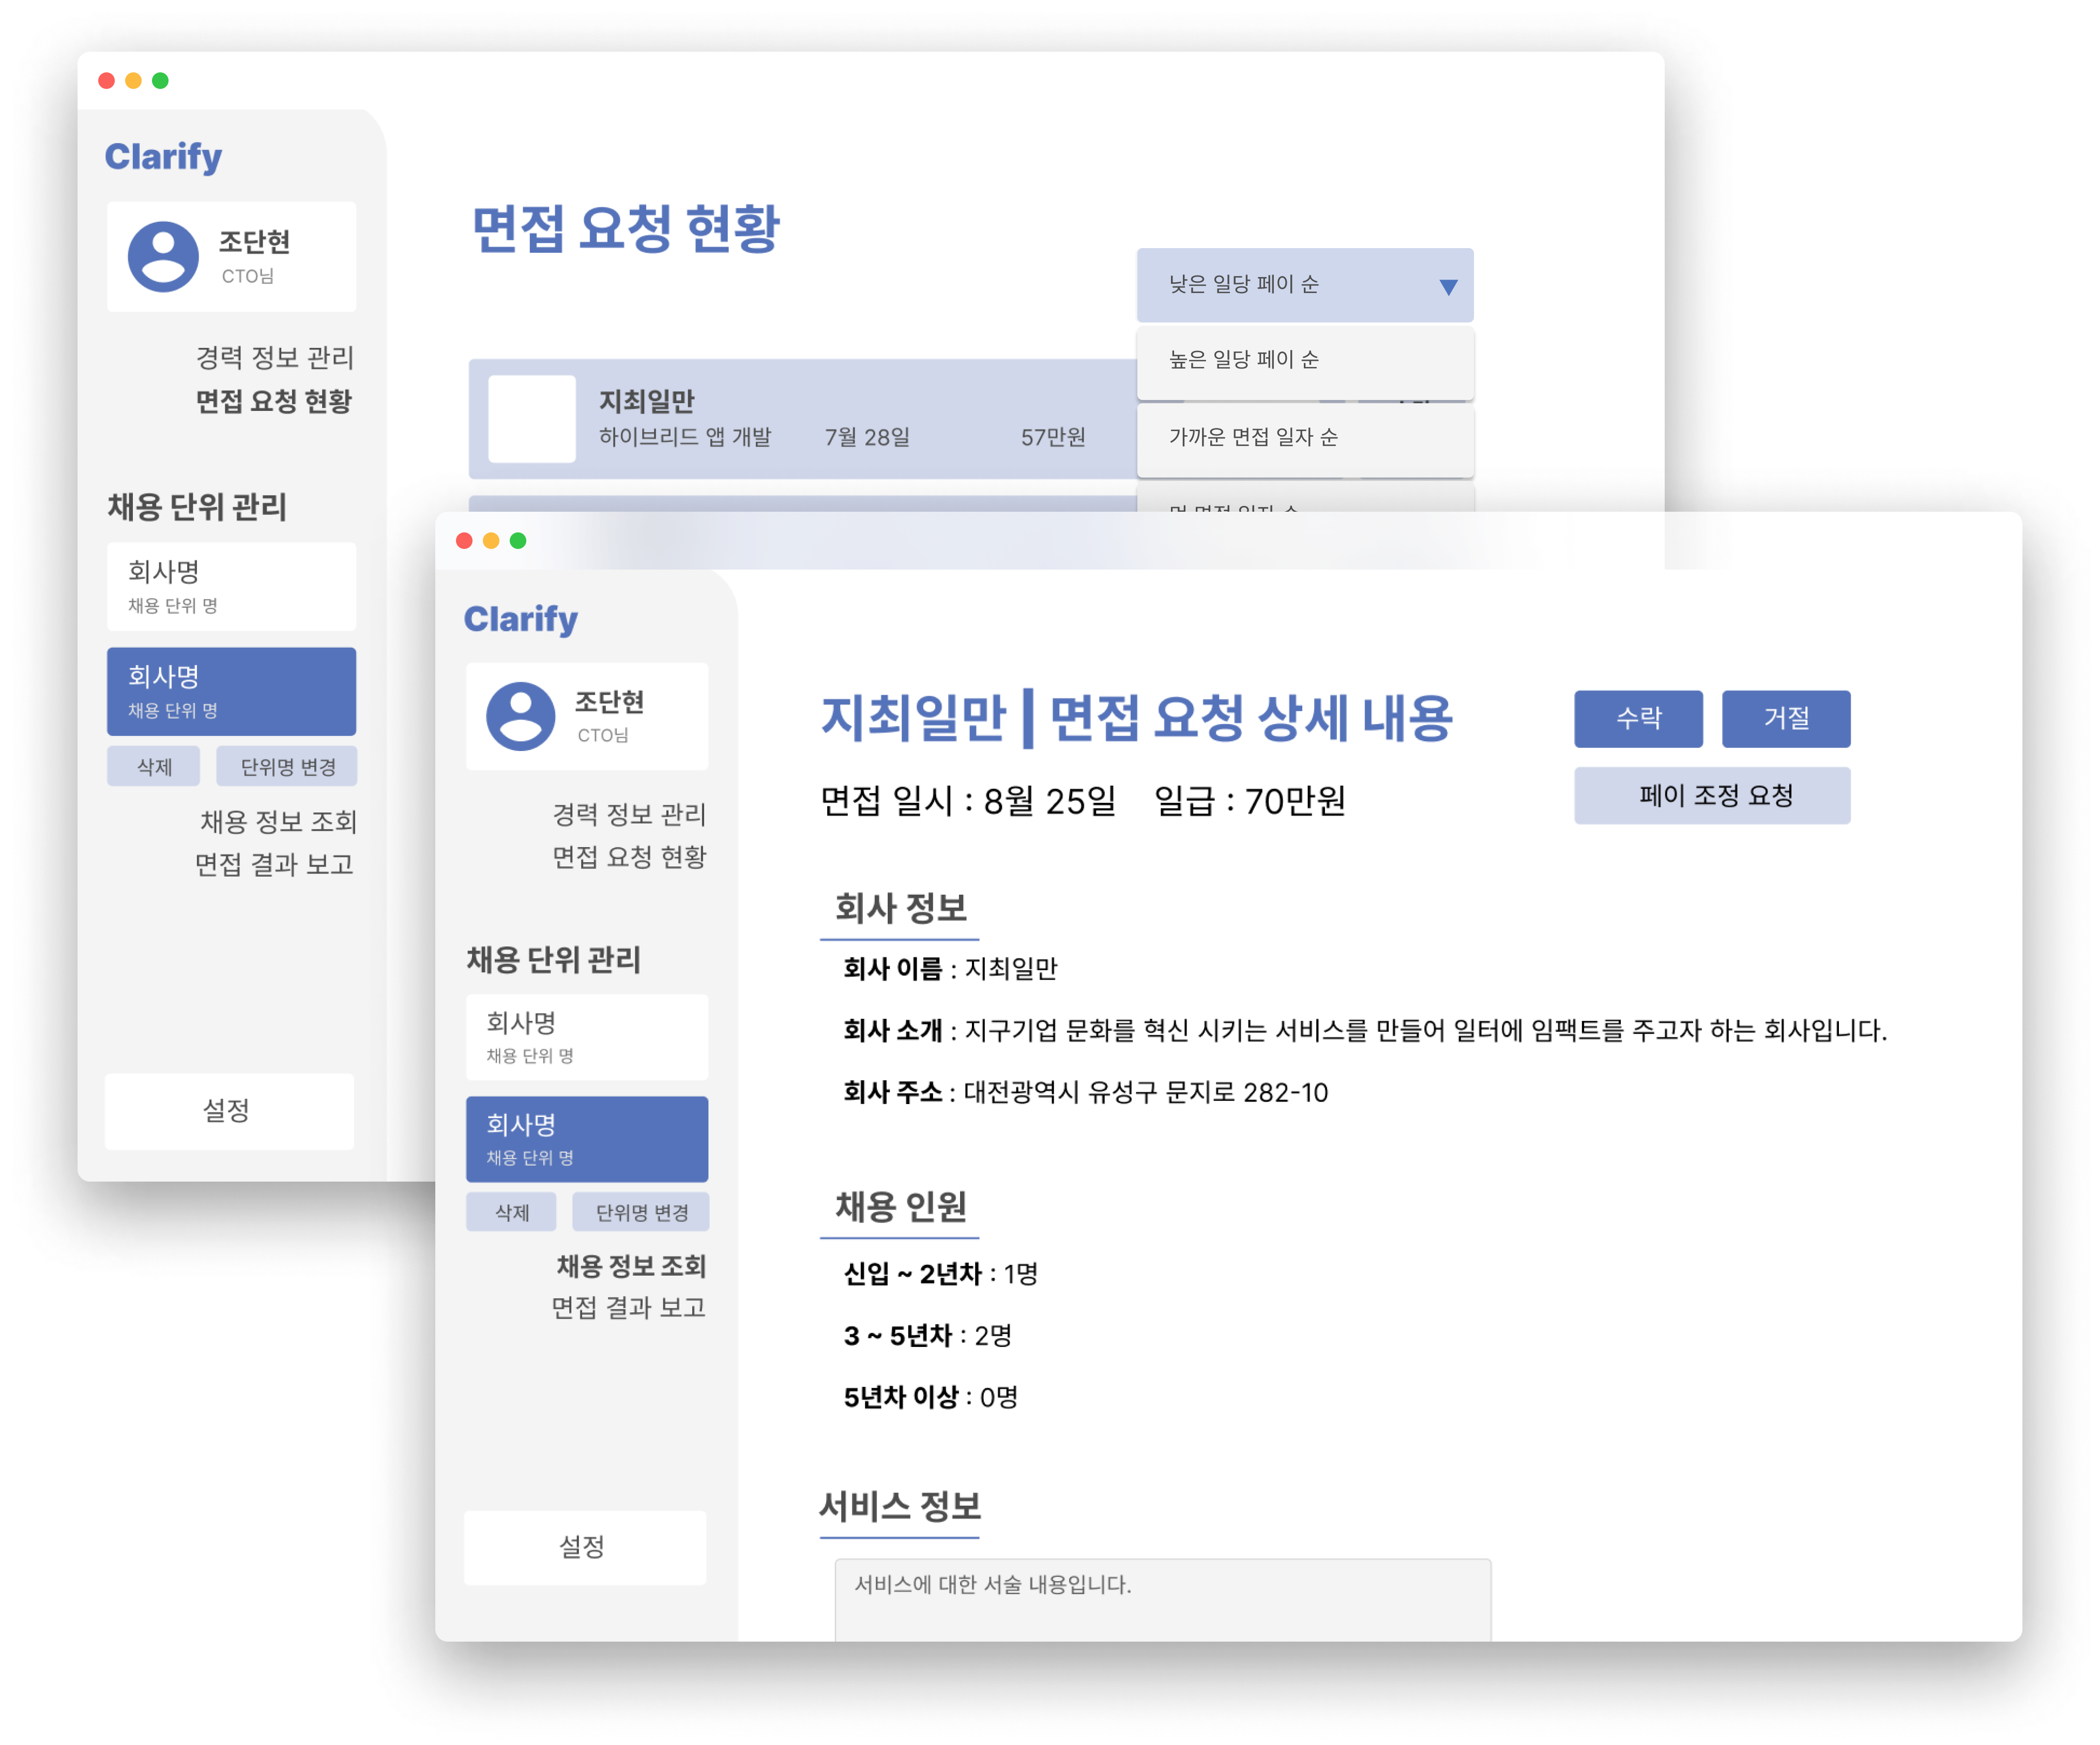 Clarify
조단현
CTO님
경력 정보 관리
면접 요청 현황
채용 단위 관리
회사명
채용 단위 명
회사명
채용 단위 명
삭제 단위명 변경
채용 정보 조회
면접 결과 보고
설정
면접 요청 현황
낮은 일당 페이 순 ▼
높은 일당 페이 순
가까운 면접 일자 순
먼 면접 일자 순
지최일만
하이브리드 앱 개발 7월 28일 57만원
Clarify
조단현
CTO님
경력 정보 관리
면접 요청 현황
채용 단위 관리
회사명
채용 단위 명
회사명
채용 단위 명
삭제 단위명 변경
채용 정보 조회
면접 결과 보고
설정
지최일만 | 면접 요청 상세 내용
수락 거절
면접 일시 : 8월 25일 일급 : 70만원
페이 조정 요청
회사 정보
회사 이름 : 지최일만
회사 소개 : 지구기업 문화를 혁신 시키는 서비스를 만들어 일터에 임팩트를 주고자 하는 회사입니다.
회사 주소 : 대전광역시 유성구 문지로 282-10
채용 인원
신입 ~ 2년차 : 1명
3 ~ 5년차 : 2명
5년차 이상 : 0명
서비스 정보
서비스에 대한 서술 내용입니다.